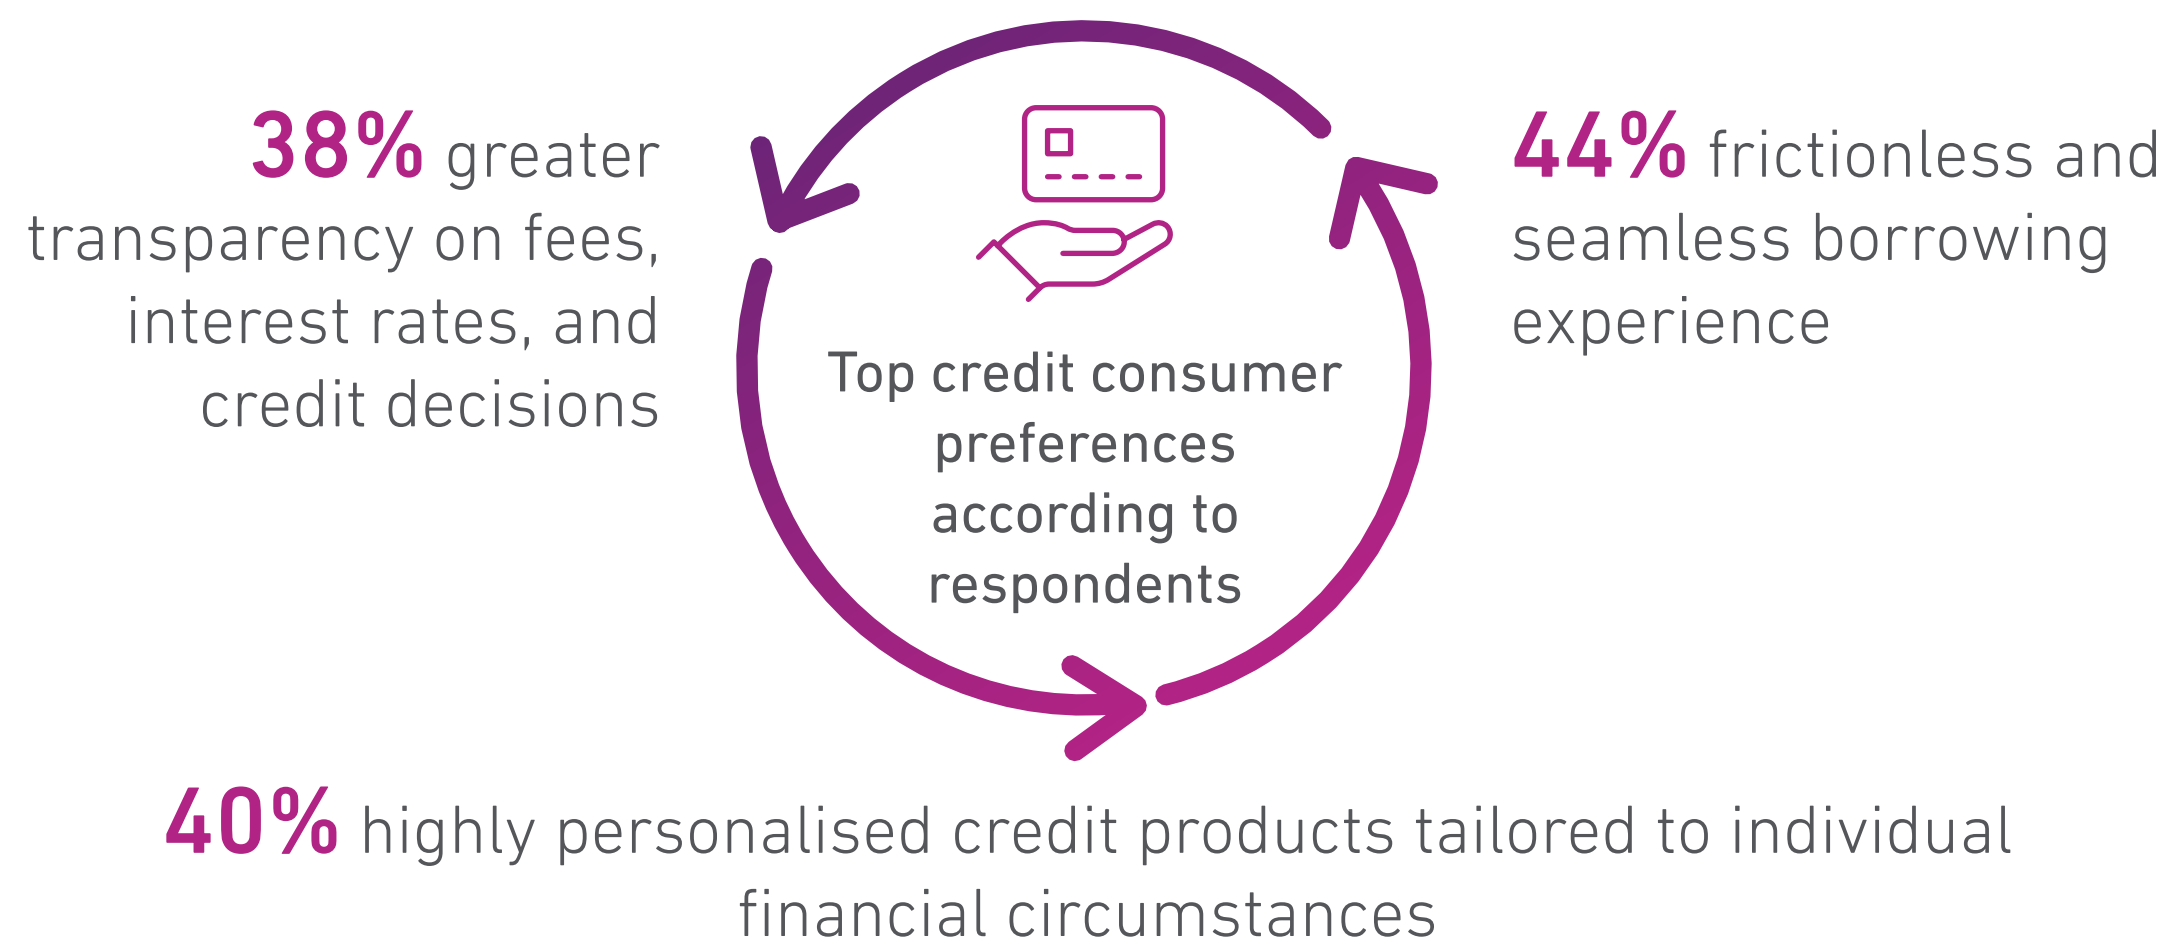 38% greater
transparency on fees,
interest rates, and
credit decisions
44% frictionless and
seamless borrowing
experience
Top credit consumer
preferences
according to
respondents
40% highly personalised credit products tailored to individual
financial circumstances